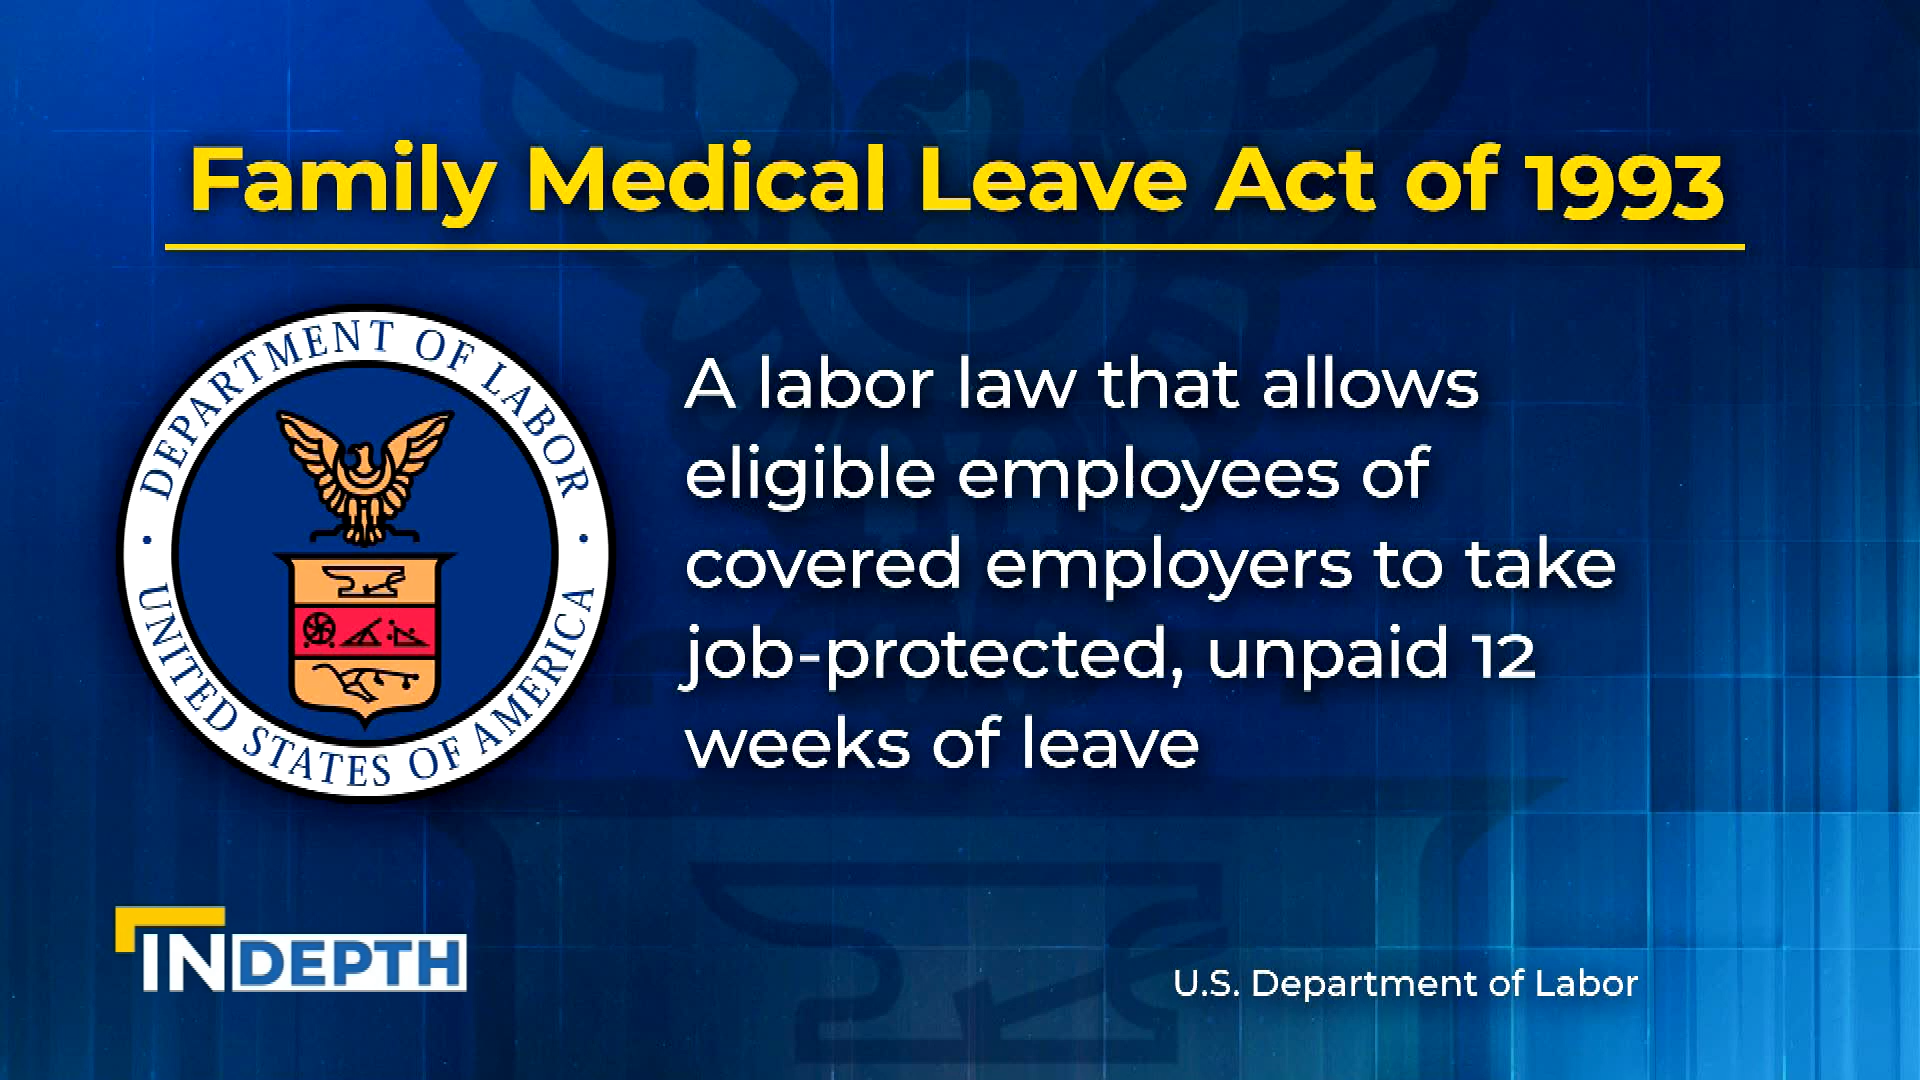 Family Medical Leave Act of 1993
DEPARTMENT OF LABOR
UNITED STATES OF AMERICA
A labor law that allows
eligible employees of
covered employers to take
job-protected, unpaid 12
weeks of leave
INDEPTH
U.S. Department of Labor